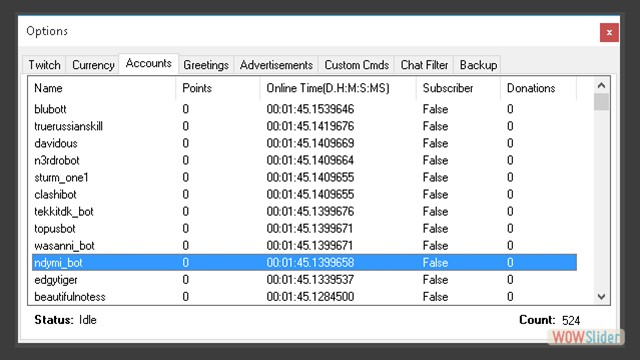 Options
x
Twitch Currency Accounts Greetings Advertisements Custom Cmds Chat Filter Backup
Name Points Online Time(D.H:M:S:MS) Subscriber Donations
blubott 0 00:01:45.1539646 False 0
truerussianskill 0 00:01:45.1419676 False 0
davidous 0 00:01:45.1409669 False 0
n3rdrobot 0 00:01:45.1409664 False 0
sturm_one1 0 00:01:45.1409655 False 0
clashibot 0 00:01:45.1409655 False 0
tekkitdk_bot 0 00:01:45.1399676 False 0
topusbot 0 00:01:45.1399671 False 0
wasanni_bot 0 00:01:45.1399671 False 0
ndymi_bot 0 00:01:45.1399658 False 0
edgytiger 0 00:01:45.1339537 False 0
beautifulnotess 0 00:01:45.1284500 False 0
Status: Idle Count: 524
WOWSlider